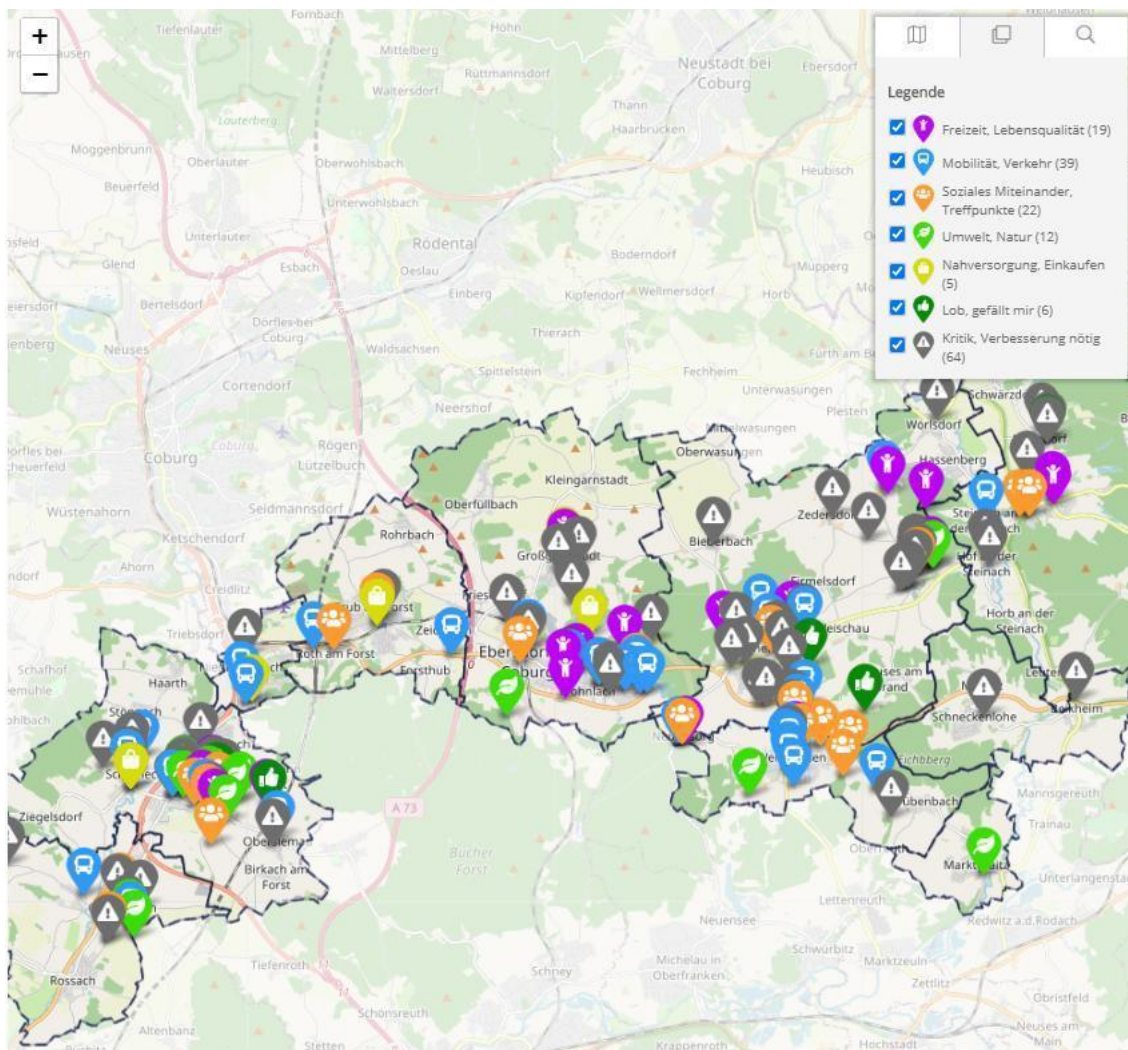 +
−
Legende
Freizeit, Lebensqualität (19)
Mobilität, Verkehr (39)
Soziales Miteinander,
Treffpunkte (22)
Umwelt, Natur (12)
Nahversorgung, Einkaufen
(5)
Lob, gefällt mir (6)
Kritik, Verbesserung nötig
(64)
Fornbach
Höhn
Tiefenlauter
Mittelberg
Neustadt bei
Coburg
Ebersdorf
Rüttmannsdorf
Waltersdorf
Thann
Haarbrücken
Lauterberg
Moggenbrunn
Oberlauter
Oberwohlsbach
Heubisch
Beuerfeld
Unterwohlsbach
Unterlauter
Rödental
Boderndorf
Mupperg
Glend
Esbach
Oeslau
Einberg
Kipfendorf
Wellmersdorf
Horb
Bertelsdorf
Dörfles-bei
Neuses
Thierach
Waldsachsen
Spittelstein
Fechheim
Cortendorf
Neershof
Unterwasungen
Plesten
Wörlsdorf
Rögen
Lützelbuch
Coburg
Oberwasungen
Hassenberg
Kleingarnstadt
Oberfüllbach
Wüstenahorn
Seidmannsdorf
Rohrbach
Ketschendorf
Ahorn
Creidlitz
Bieberbach
Steinach
Triebsdorf
Horb an der
Steinach
Roth am Forst
Forsthub
Haarth
Coburg
Schneckenlohe
A 73
Ziegelsdorf
Mannsgereuth
Trainau
Bucher
Forst
Birkach am
Forst
Unterlangenstadt
Lettenreuth
Redwitz a.d.Rodach
Neuensee
Schwürbitz
Michelau in
Oberfranken
Marktzeuln
Tiefenroth
Schney
Zettlitz
Rossach
Schönsreuth
Obristfeld
Altenbanz
Neuses am
Main
Stetten
Krappenroth
Hochstadt